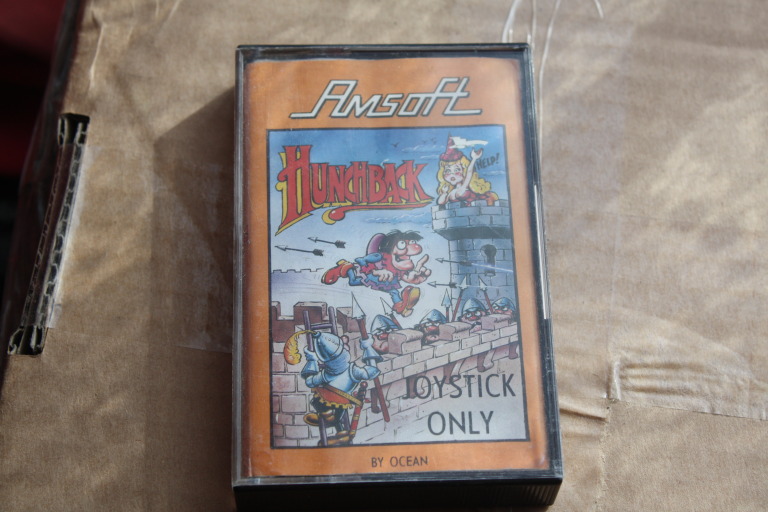 Amsoft
HUNCHBACK
HELP!
JOYSTICK
ONLY
BY OCEAN